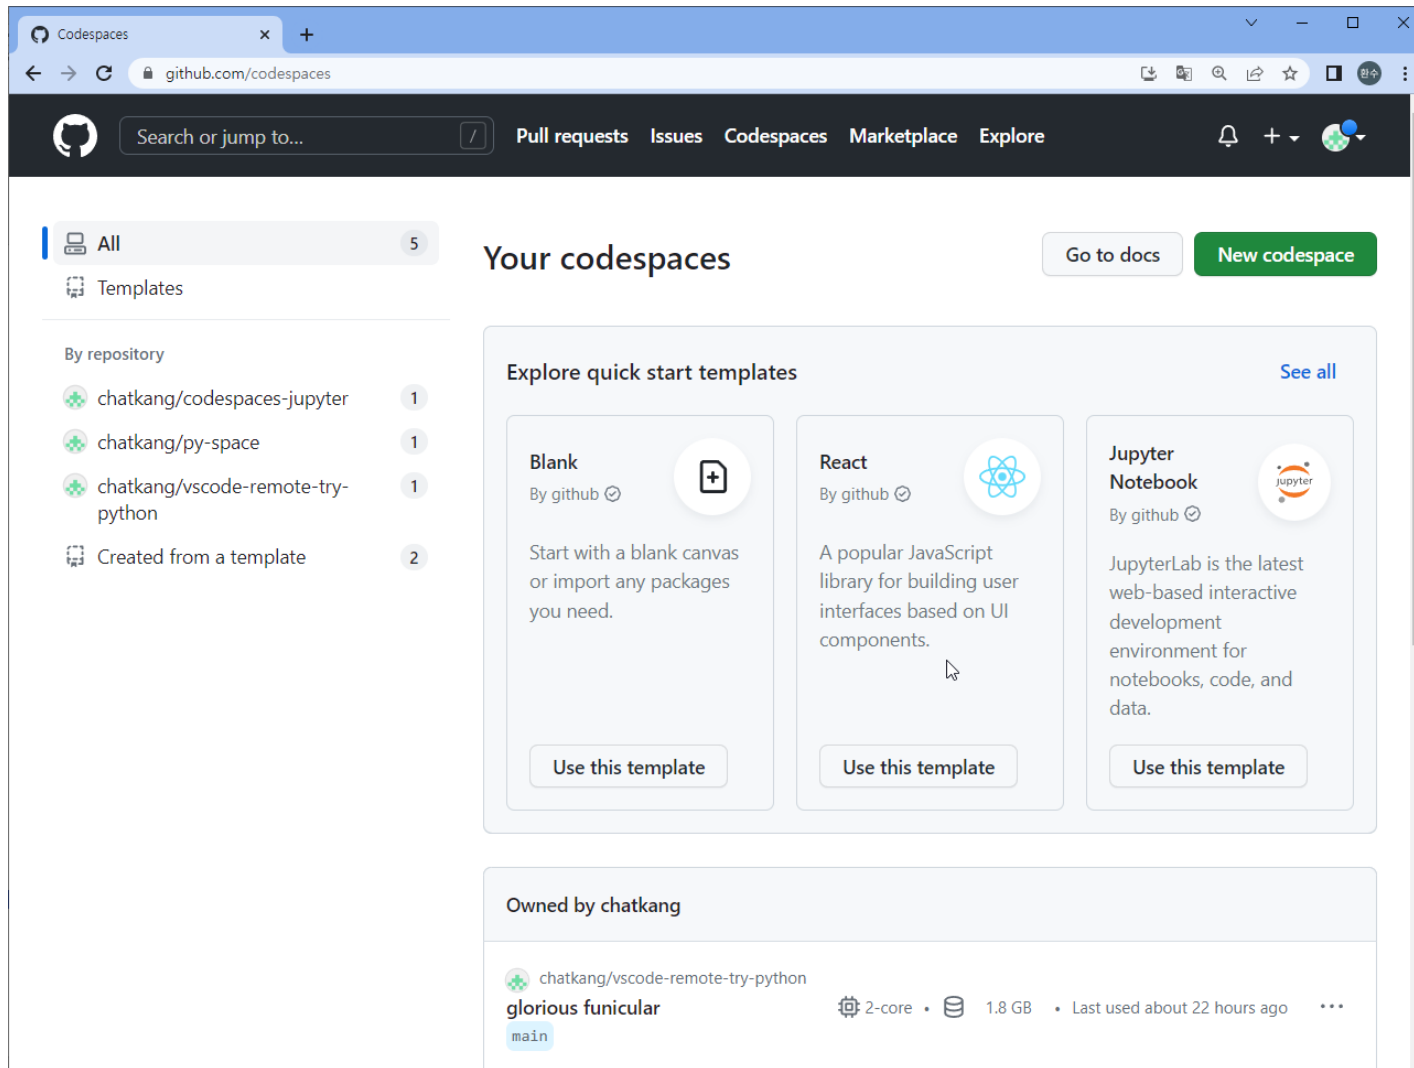 Codespaces
github.com/codespaces
환수
Search or jump to...
/
Pull requests
Issues
Codespaces
Marketplace
Explore
All
5
Templates
By repository
chatkang/codespaces-jupyter
1
chatkang/py-space
1
chatkang/vscode-remote-try-
python
1
Created from a template
2
Your codespaces
Go to docs
New codespace
Explore quick start templates
See all
Blank
By github
Start with a blank canvas
or import any packages
you need.
Use this template
React
By github
A popular JavaScript
library for building user
interfaces based on UI
components.
Use this template
Jupyter
Notebook
By github
jupyter
JupyterLab is the latest
web-based interactive
development
environment for
notebooks, code, and
data.
Use this template
Owned by chatkang
chatkang/vscode-remote-try-python
glorious funicular
2-core • 1.8 GB • Last used about 22 hours ago
main